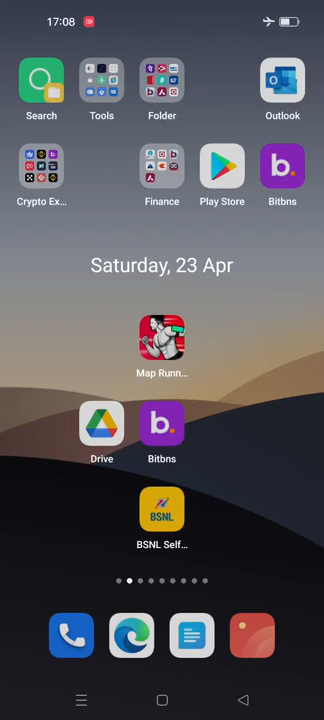 17:08
Search
Tools
Folder
Outlook
Crypto Ex...
Finance
Play Store
Bitbns
Saturday, 23 Apr
Map Runn...
Drive
Bitbns
BSNL
BSNL Self...